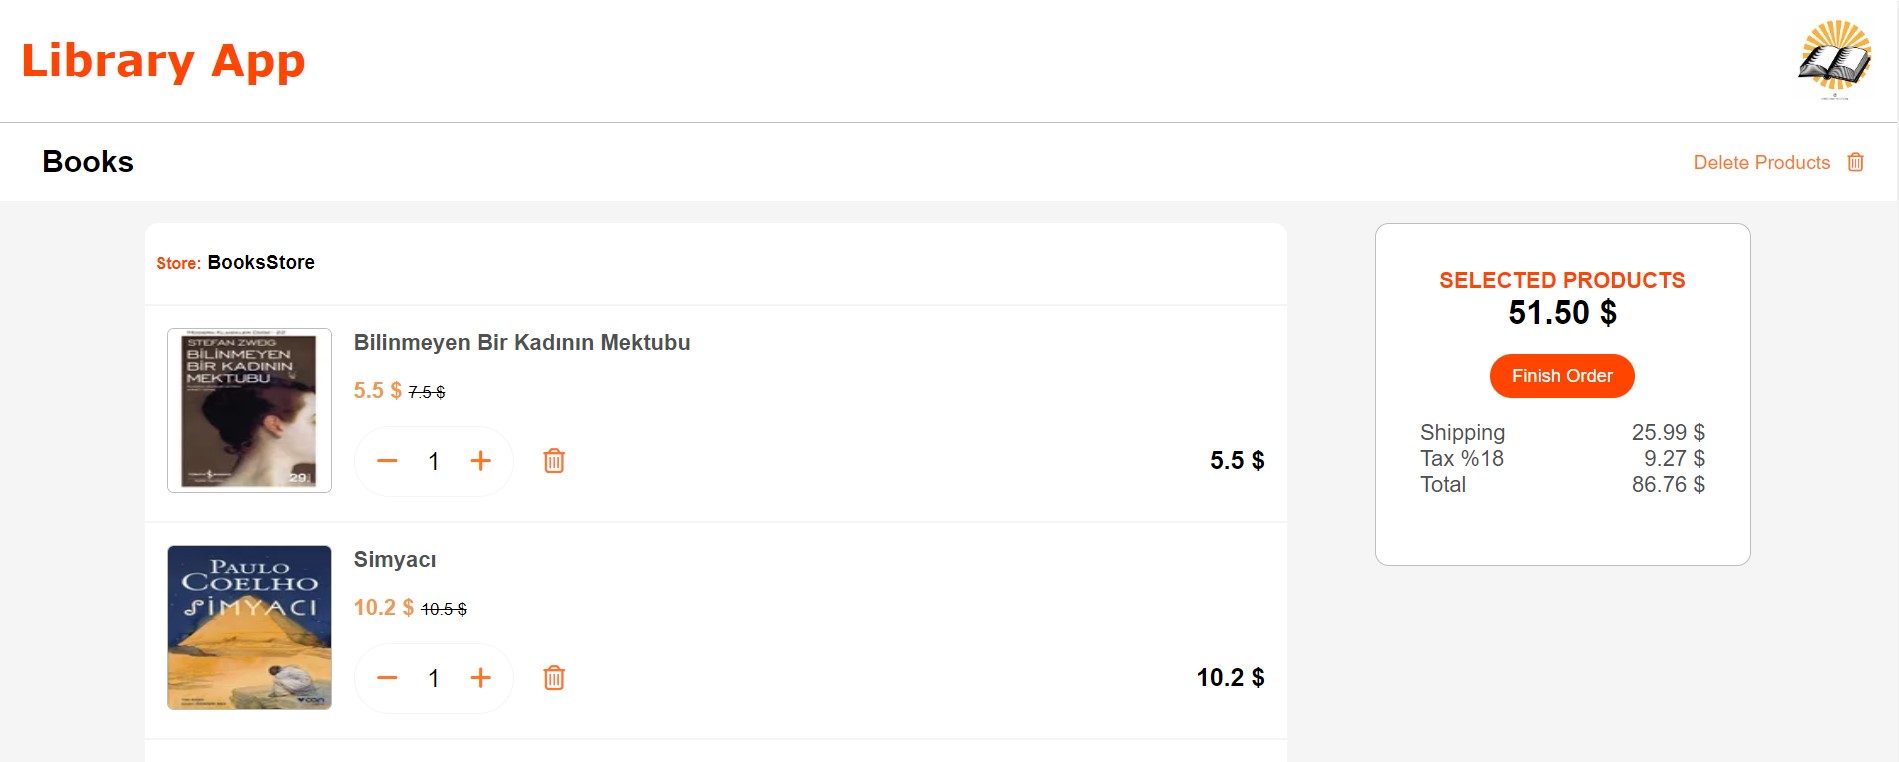 Library App
Books
Delete Products
Store: BooksStore
STEFAN ZWEIG
BİLİNMEYEN
BİR KADININ
MEKTUBU
29
Bilinmeyen Bir Kadının Mektubu
5.5 $ 7.5 $
1
5.5 $
PAULO
COELHO
SİMYACI
Simyacı
10.2 $ 10.5 $
1
10.2 $
SELECTED PRODUCTS
51.50 $
Finish Order
Shipping 25.99 $
Tax %18 9.27 $
Total 86.76 $